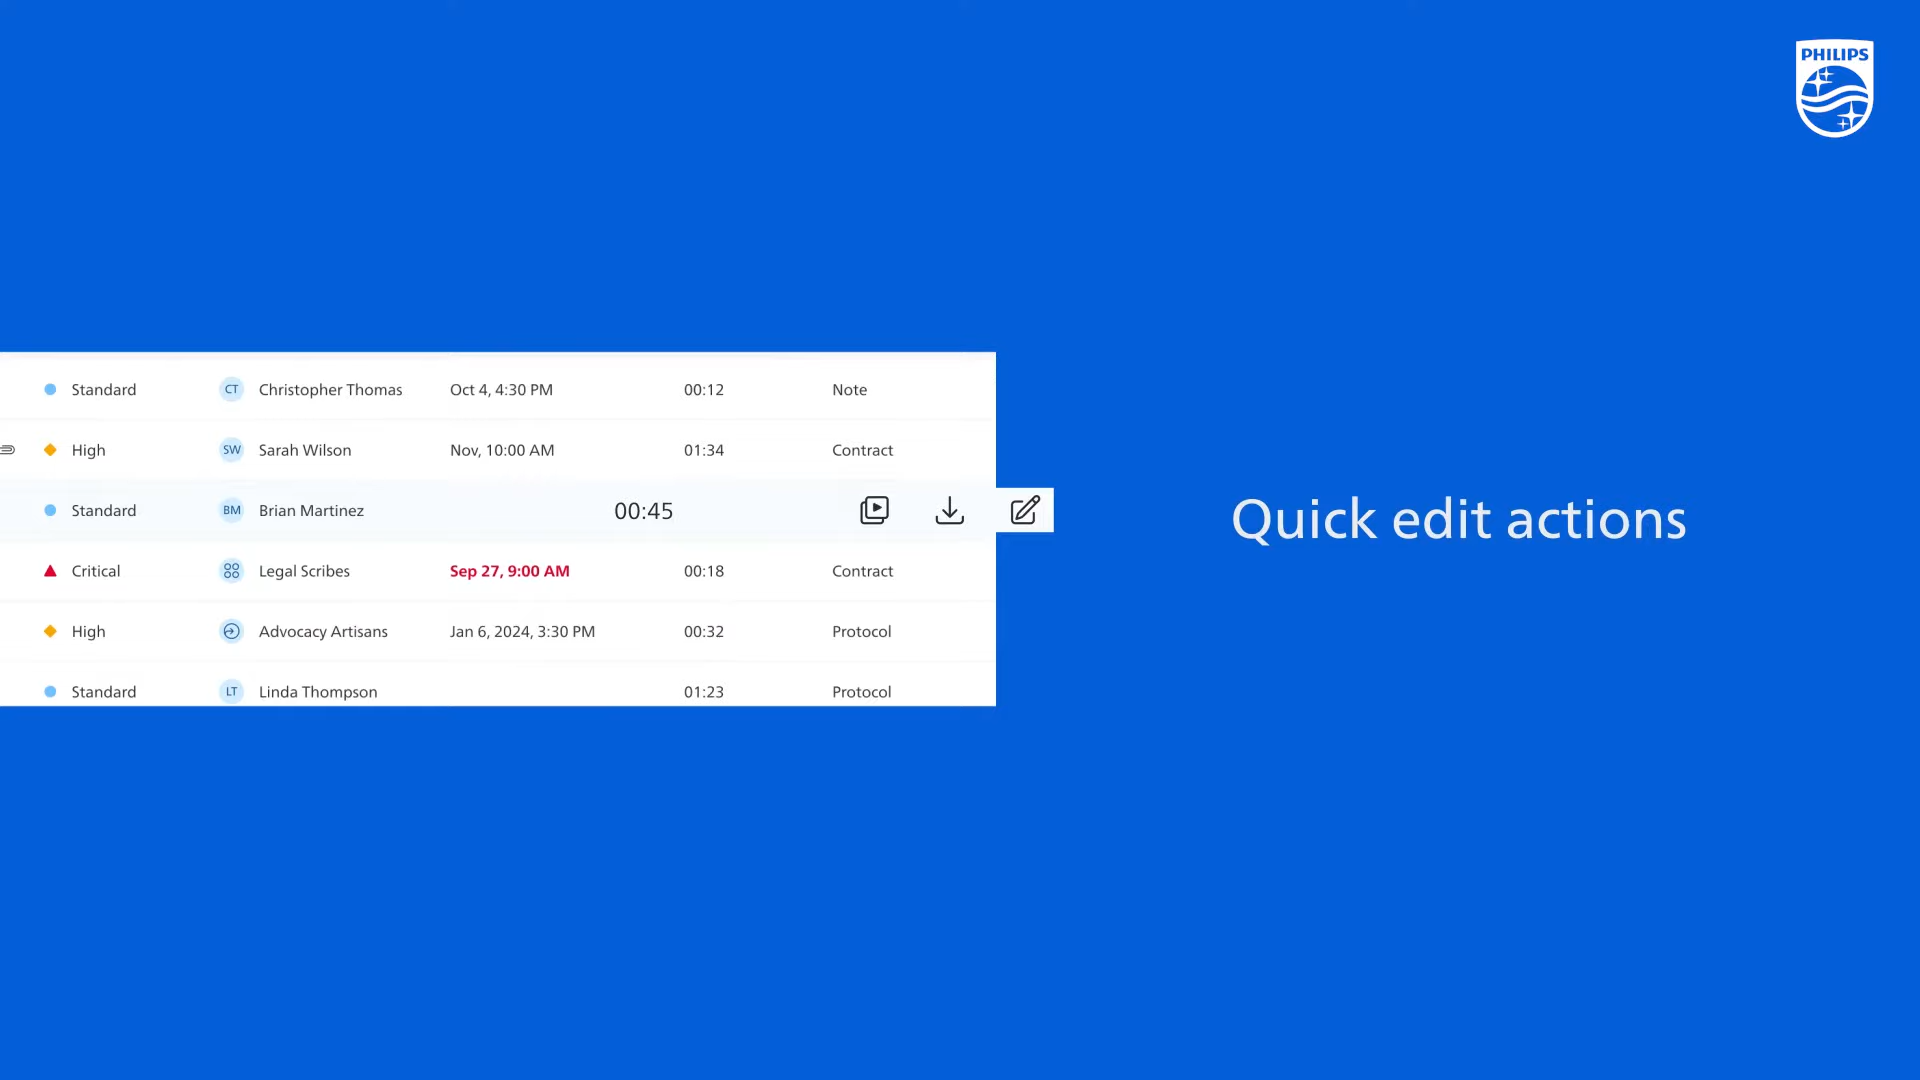 PHILIPS
Standard CT Christopher Thomas Oct 4, 4:30 PM 00:12 Note
High SW Sarah Wilson Nov, 10:00 AM 01:34 Contract
Standard BM Brian Martinez 00:45
Quick edit actions
Critical Legal Scribes Sep 27, 9:00 AM 00:18 Contract
High Advocacy Artisans Jan 6, 2024, 3:30 PM 00:32 Protocol
Standard LT Linda Thompson 01:23 Protocol